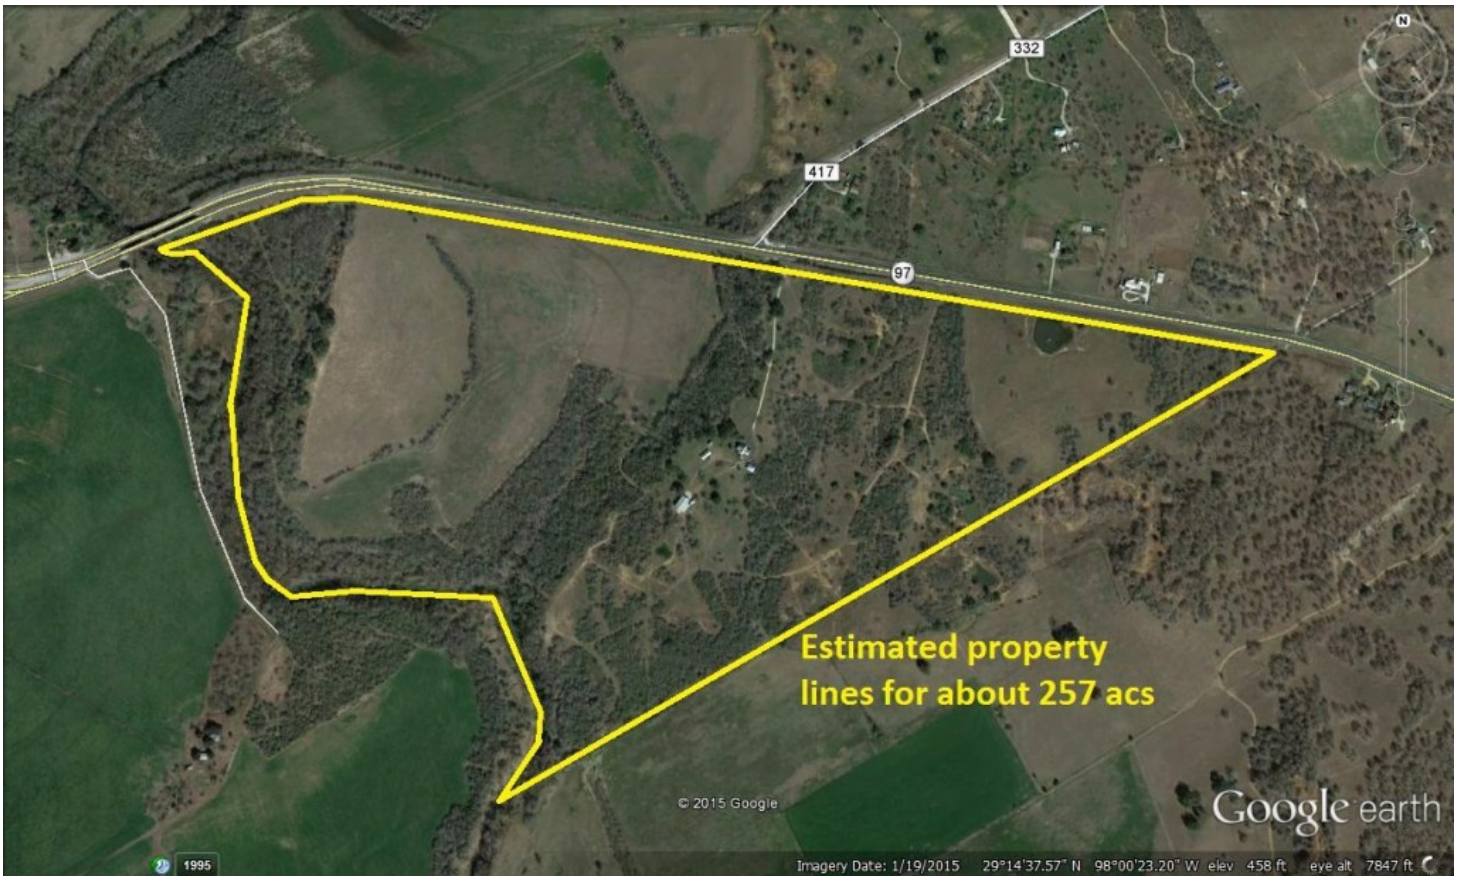 N
332
417
97
Estimated property
lines for about 257 acs
© 2015 Google
Google earth
1995
Imagery Date: 1/19/2015 29°14'37.57" N 98°00'23.20" W elev 458 ft eye alt 7847 ft